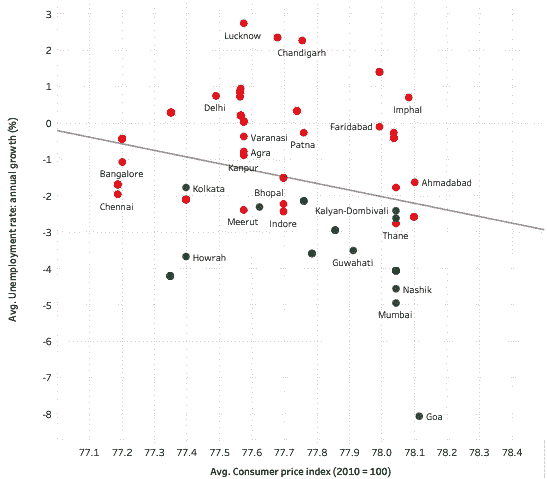 3
2
1
0
-1
-2
-3
-4
-5
-6
-7
-8
Avg. Unemployment rate: annual growth (%)
Lucknow
Chandigarh
Delhi
Imphal
Faridabad
Varanasi
Patna
Agra
Kanpur
Bangalore
Ahmadabad
Kolkata
Bhopal
Chennai
Kalyan-Dombivali
Meerut
Indore
Thane
Howrah
Guwahati
Nashik
Mumbai
Goa
77.1 77.2 77.3 77.4 77.5 77.6 77.7 77.8 77.9 78.0 78.1 78.2 78.3 78.4
Avg. Consumer price index (2010 = 100)